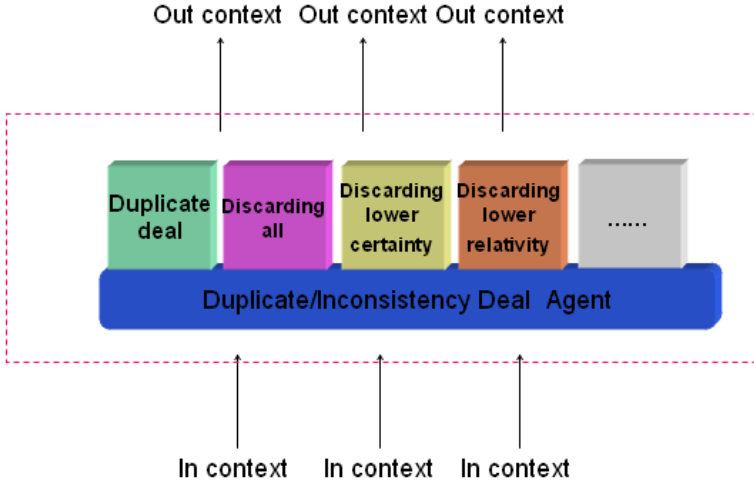 Out context Out context Out context
Duplicate
deal
Discarding
all
Discarding
lower
certainty
Discarding
lower
relativity
......
Duplicate/Inconsistency Deal Agent
In context In context In context